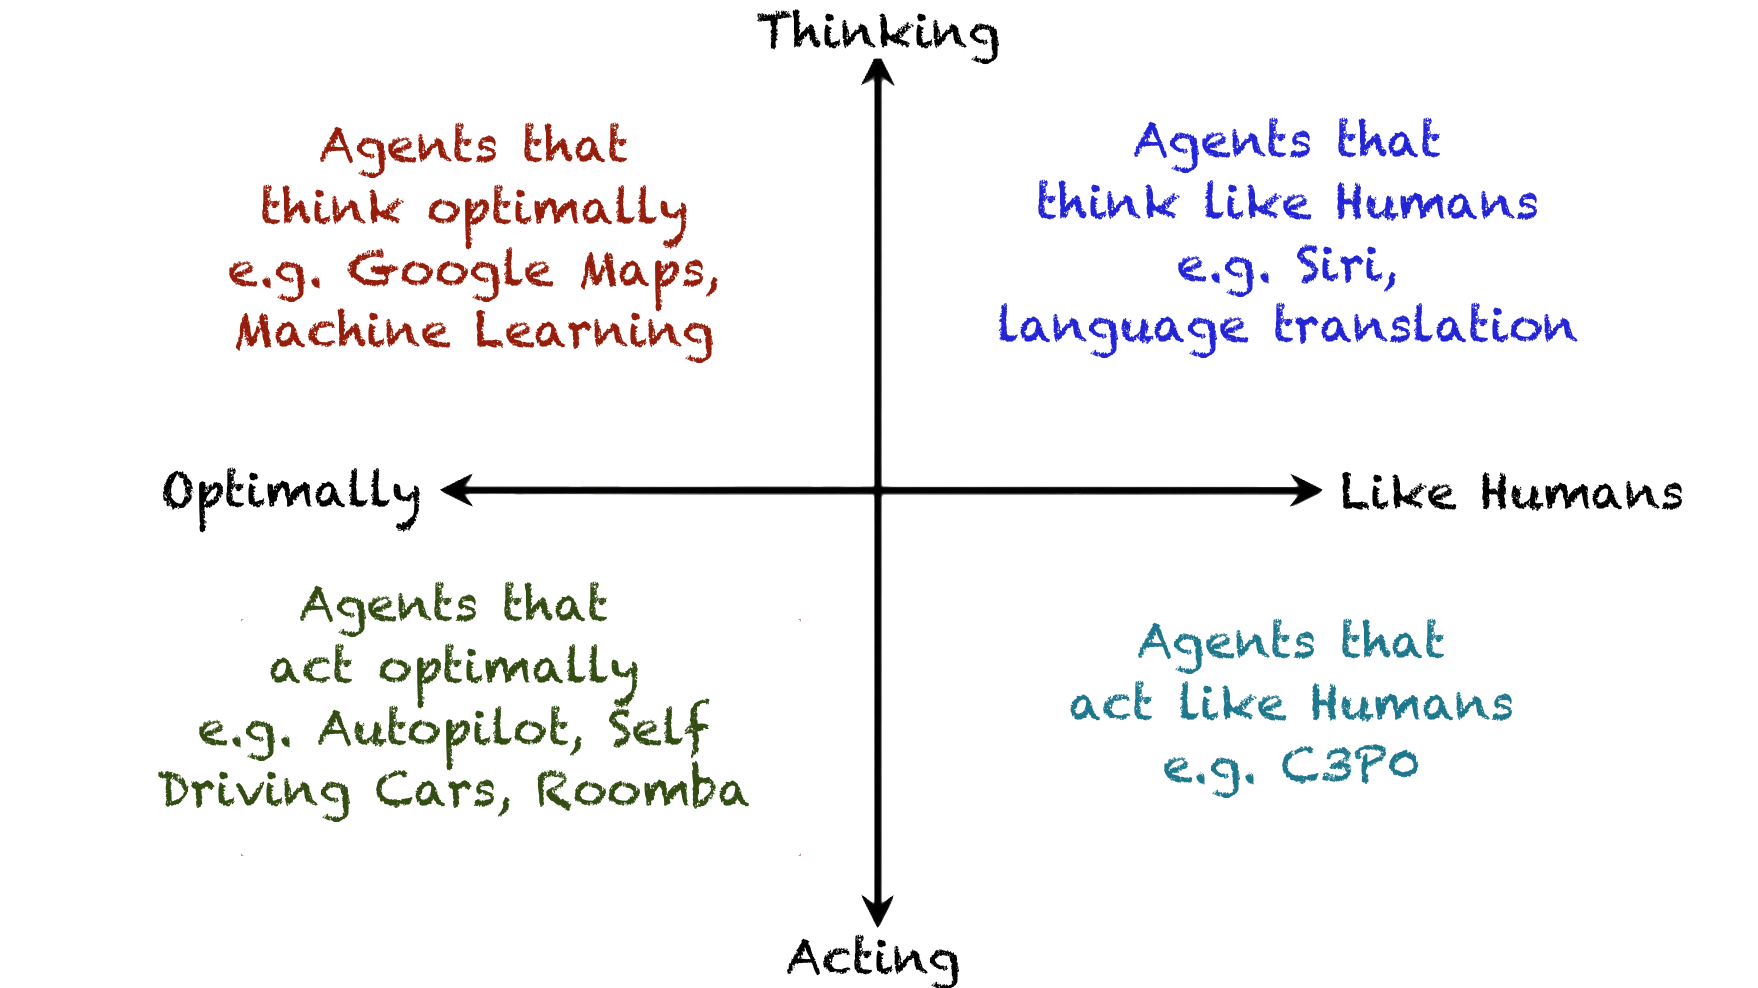 Thinking
Agents that
think optimally
e.g. Google Maps,
Machine Learning
Agents that
think like Humans
e.g. Siri,
language translation
Optimally
Like Humans
Agents that
act optimally
e.g. Autopilot, Self
Driving Cars, Roomba
Agents that
act like Humans
e.g. C3PO
Acting